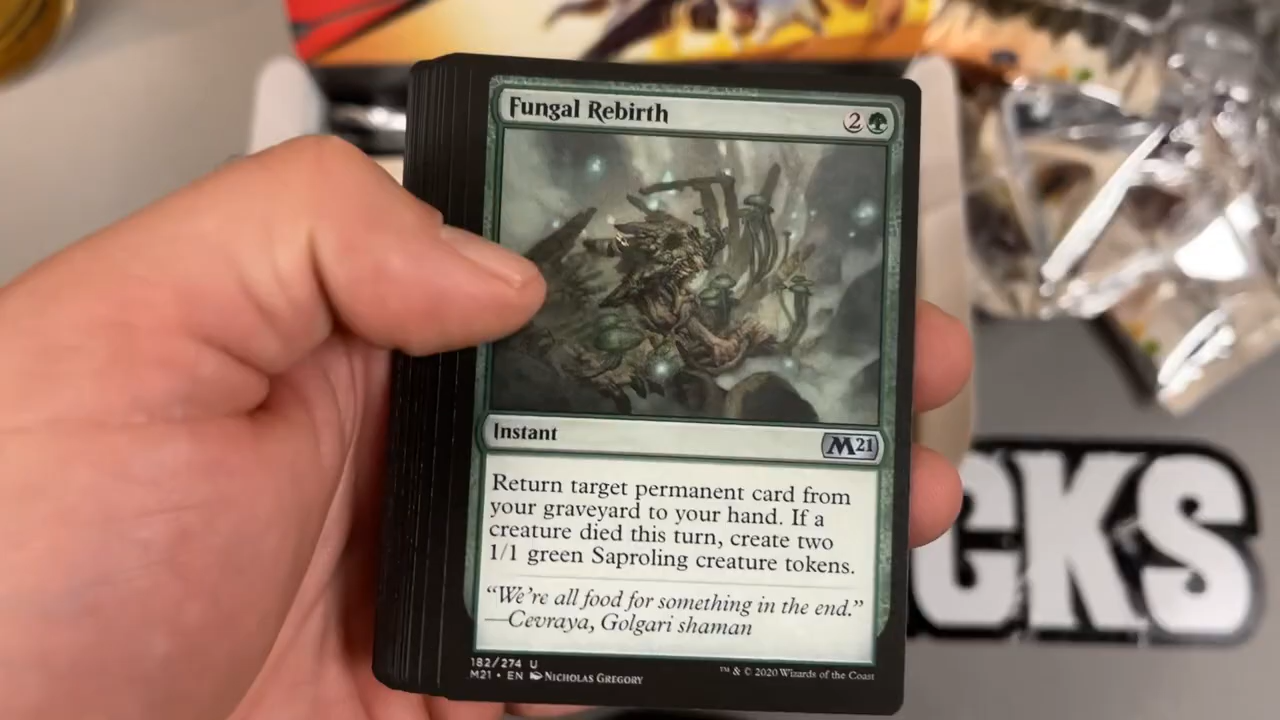 Fungal Rebirth 2
Instant M21
Return target permanent card from
your graveyard to your hand. If a
creature died this turn, create two
1/1 green Saproling creature tokens.
“We’re all food for something in the end.”
—Cevraya, Golgari shaman
182/274 U
M21 • EN NICHOLAS GREGORY
™ & © 2020 Wizards of the Coast
CKS